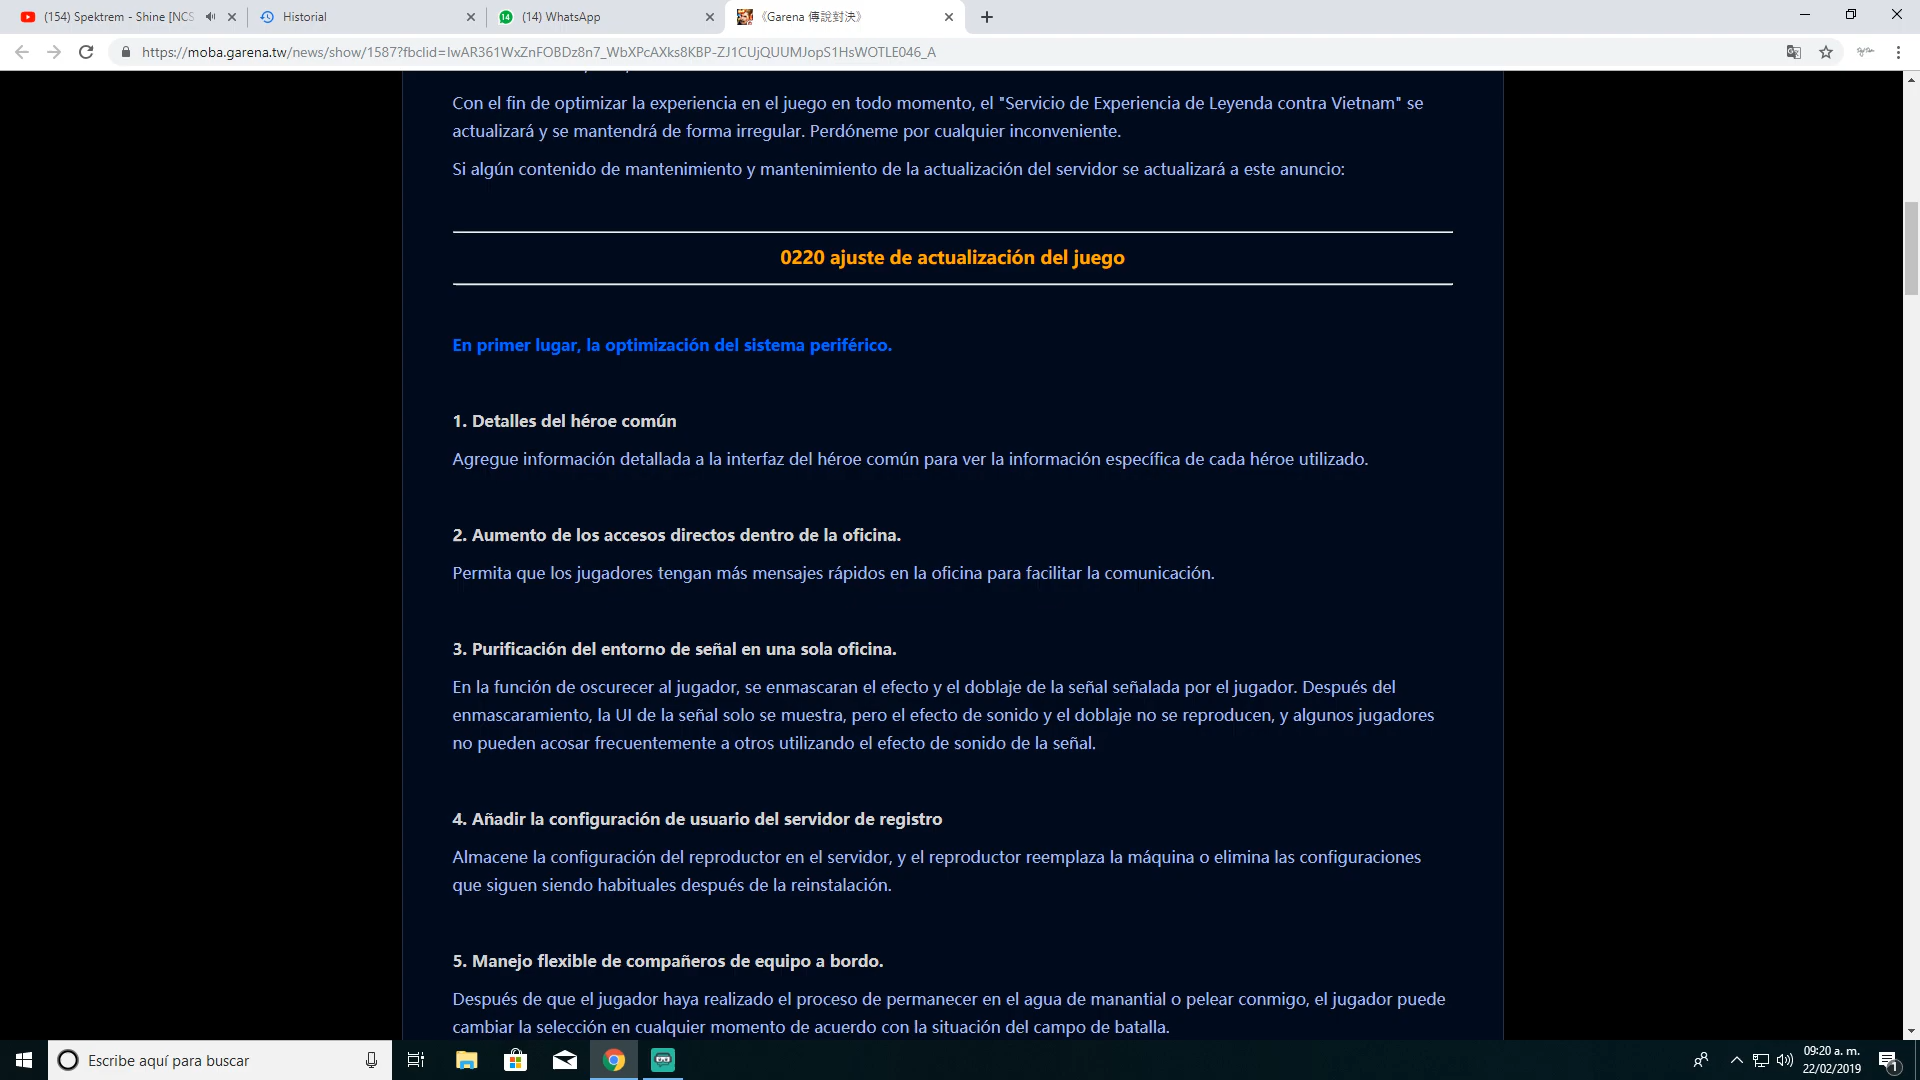 (154) Spektrem - Shine [NCS
Historial
(14) WhatsApp
《Garena 傳說對決》
https://moba.garena.tw/news/show/1587?fbclid=IwAR361WxZnFOBDz8n7_WbXPcAXks8KBP-ZJ1CUjQUUMJopS1HsWOTLE046_A
Con el fin de optimizar la experiencia en el juego en todo momento, el "Servicio de Experiencia de Leyenda contra Vietnam" se
actualizará y se mantendrá de forma irregular. Perdóneme por cualquier inconveniente.
Si algún contenido de mantenimiento y mantenimiento de la actualización del servidor se actualizará a este anuncio:
0220 ajuste de actualización del juego
En primer lugar, la optimización del sistema periférico.
1. Detalles del héroe común
Agregue información detallada a la interfaz del héroe común para ver la información específica de cada héroe utilizado.
2. Aumento de los accesos directos dentro de la oficina.
Permita que los jugadores tengan más mensajes rápidos en la oficina para facilitar la comunicación.
3. Purificación del entorno de señal en una sola oficina.
En la función de oscurecer al jugador, se enmascaran el efecto y el doblaje de la señal señalada por el jugador. Después del
enmascaramiento, la UI de la señal solo se muestra, pero el efecto de sonido y el doblaje no se reproducen, y algunos jugadores
no pueden acosar frecuentemente a otros utilizando el efecto de sonido de la señal.
4. Añadir la configuración de usuario del servidor de registro
Almacene la configuración del reproductor en el servidor, y el reproductor reemplaza la máquina o elimina las configuraciones
que siguen siendo habituales después de la reinstalación.
5. Manejo flexible de compañeros de equipo a bordo.
Después de que el jugador haya realizado el proceso de permanecer en el agua de manantial o pelear conmigo, el jugador puede
cambiar la selección en cualquier momento de acuerdo con la situación del campo de batalla.
Escribe aquí para buscar
09:20 a. m.
22/02/2019
1